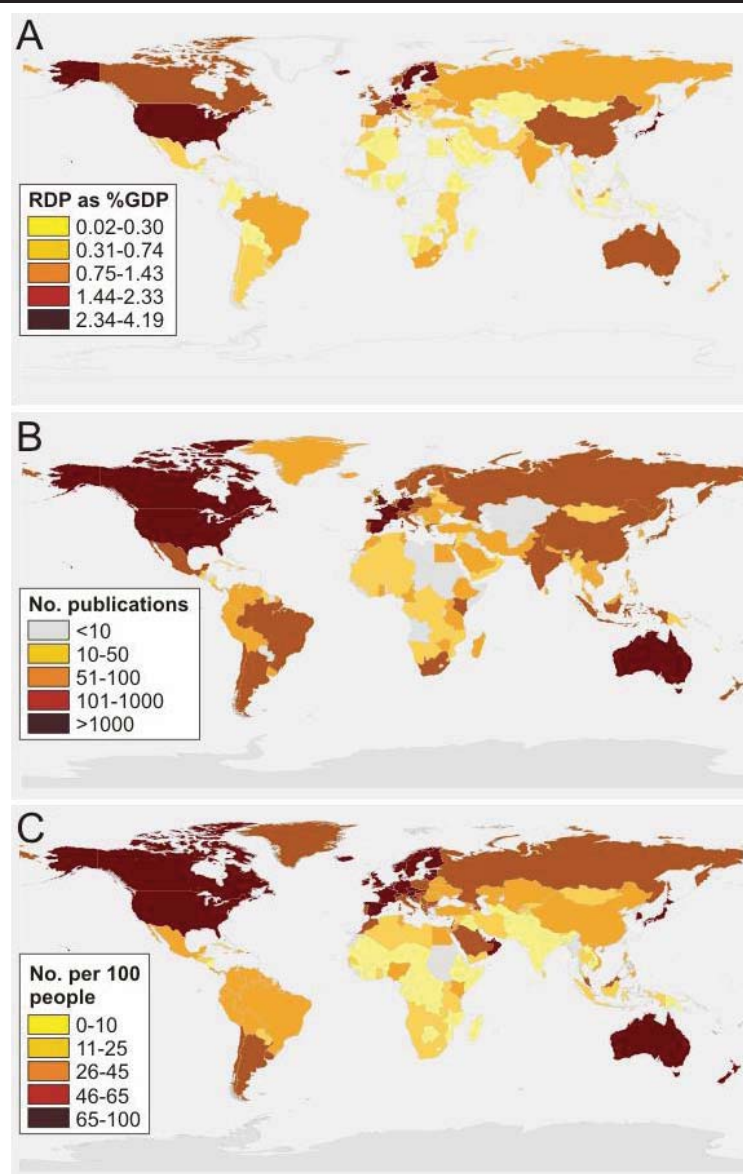 A
RDP as %GDP
0.02-0.30
0.31-0.74
0.75-1.43
1.44-2.33
2.34-4.19
B
No. publications
<10
10-50
51-100
101-1000
>1000
C
No. per 100
people
0-10
11-25
26-45
46-65
65-100